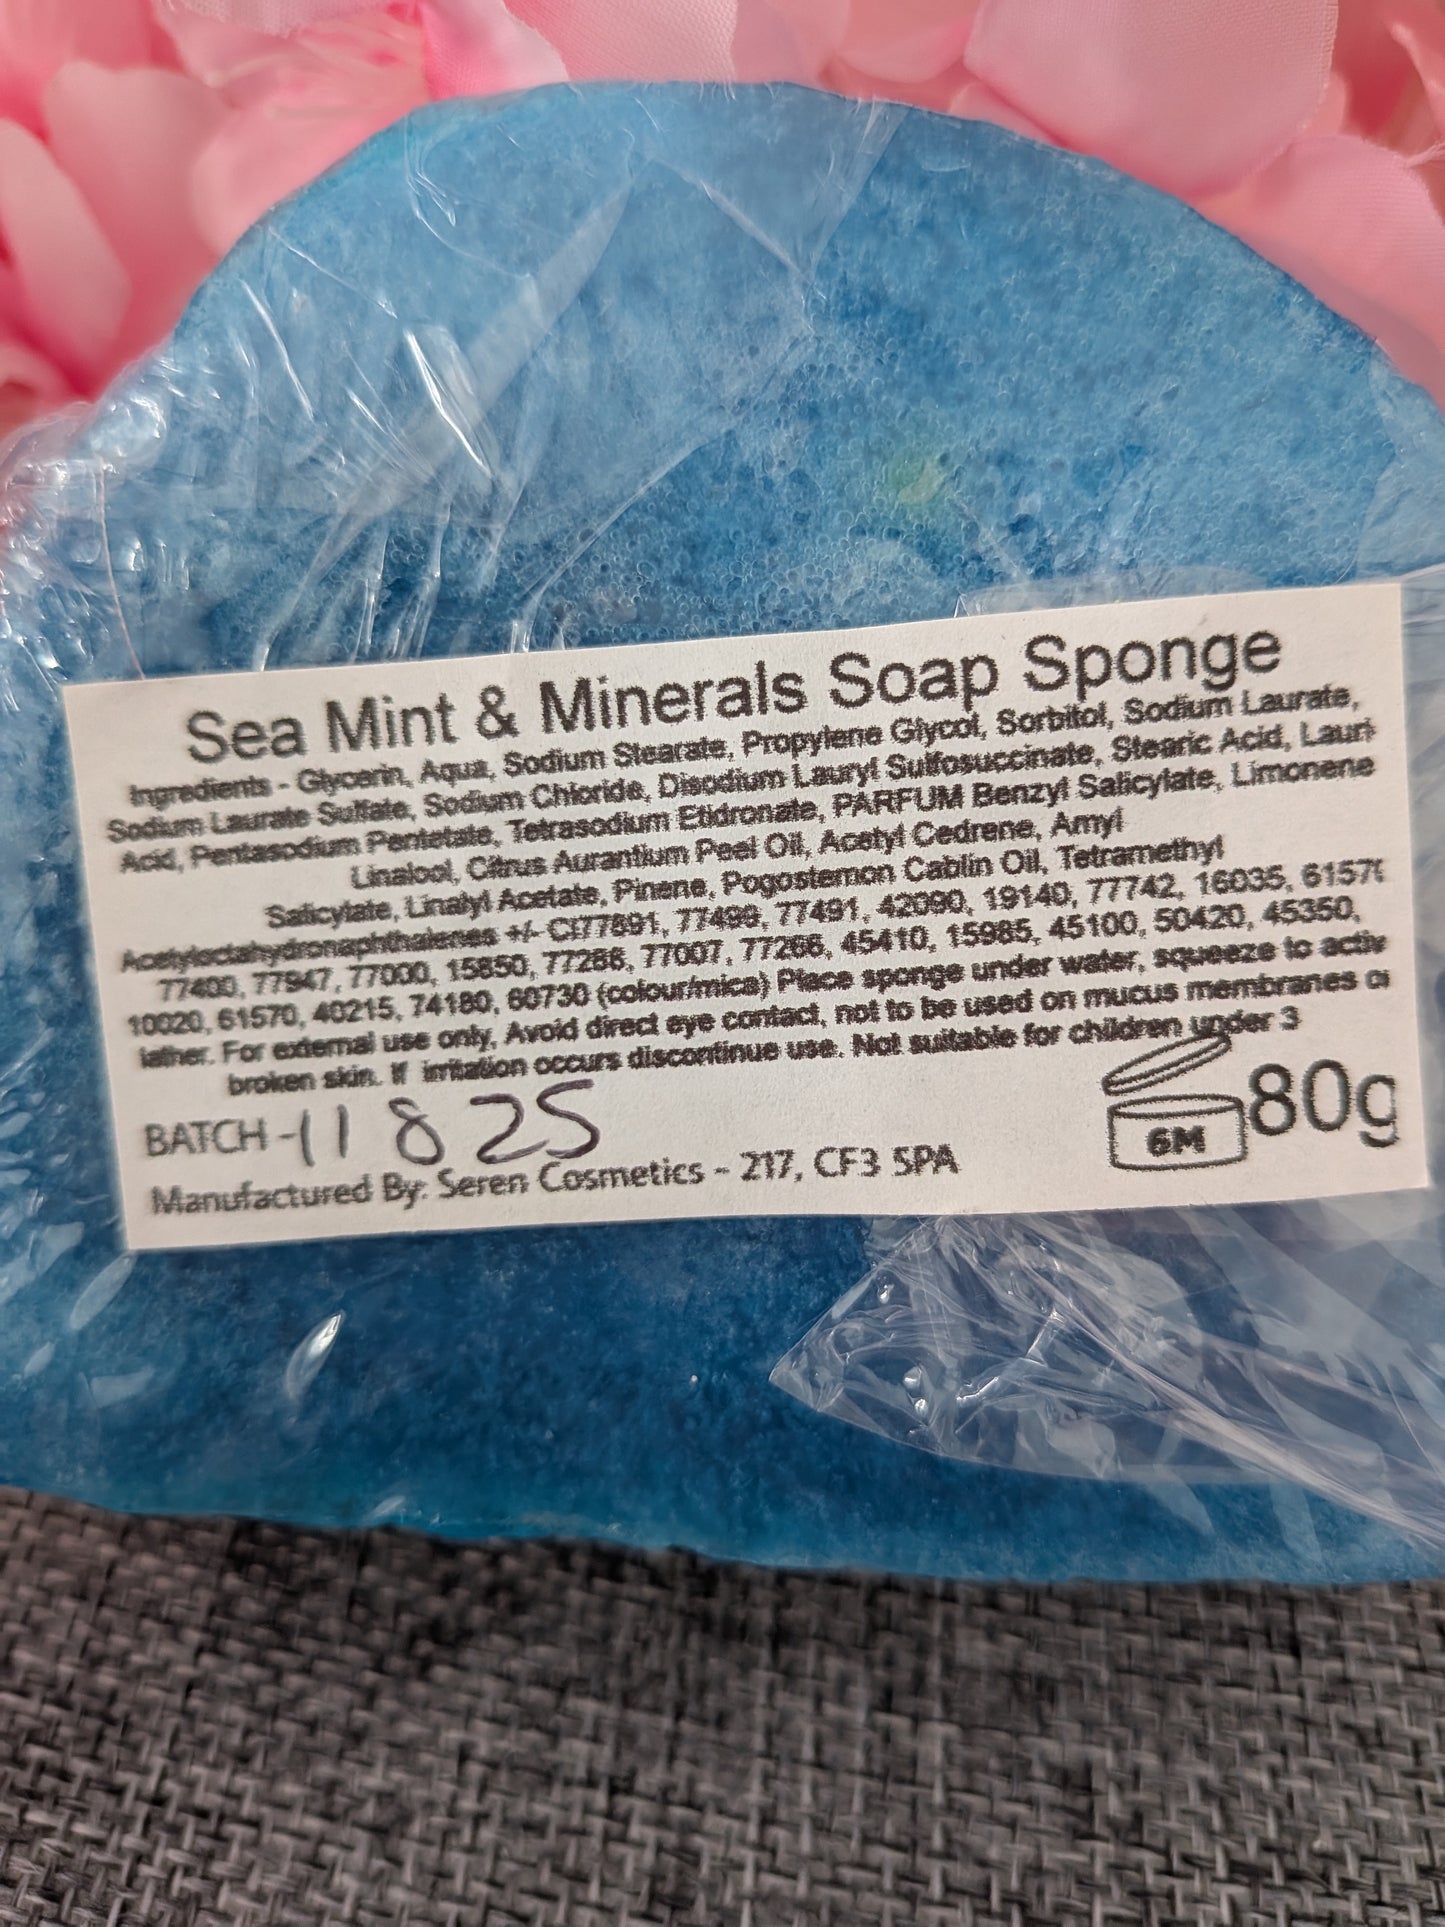 Sea Mint & Minerals Soap Sponge
Ingredients - Glycerin, Aqua, Sodium Stearate, Propylene Glycol, Sorbitol, Sodium Laurate,
Sodium Laurate Sulfate, Sodium Chloride, Disodium Lauryl Sulfosuccinate, Stearic Acid, Lauri
Acid, Pentasodium Pentetate, Tetrasodium Etidronate, PARFUM Benzyl Salicylate, Limonene
Linalool, Citrus Aurantium Peel Oil, Acetyl Cedrene, Amyl
Salicylate, Linalyl Acetate, Pinene, Pogostemon Cablin Oil, Tetramethyl
Acetyloctahydronaphthalenes +/- CI77891, 77499, 77491, 42090, 19140, 77742, 16035, 61570
77400, 77947, 77000, 15850, 77288, 77007, 77266, 45410, 15985, 45100, 50420, 45350,
10020, 61570, 40215, 74180, 60730 (colour/mica) Place sponge under water, squeeze to activ
lather. For external use only, Avoid direct eye contact, not to be used on mucus membranes or
broken skin. If irritation occurs discontinue use. Not suitable for children under 3
BATCH - 11 8 25
6M
80g
Manufactured By: Seren Cosmetics - 217, CF3 5PA